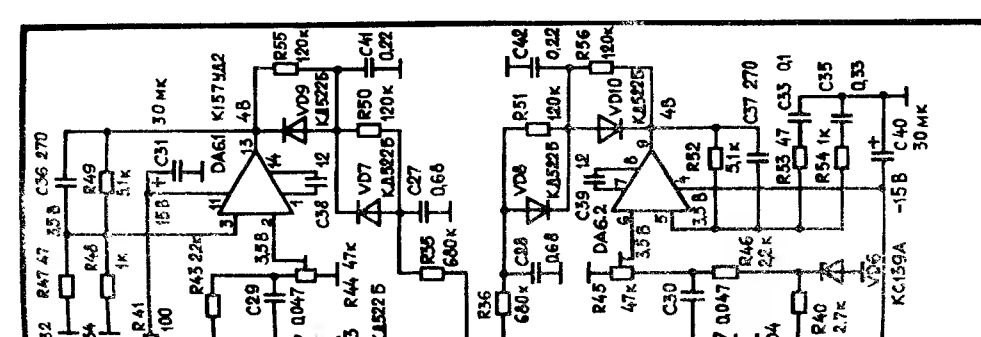 R55
120к
C41
0,22
C42
0,22
R56
120к
К157УД2
30 мк
4В
VD9
КД522Б
R50
120к
R51
120к
VD10
КД522Б
4В
C37 270
C33 0,1
C35
0,33
C36 270
R49
5,1к
C31
+
15В
DA6.1
13
14
11
3
2
1
12
C38
VD7
КД522Б
C27
0,68
VD8
КД522Б
C39
12
9
8
7
6
5
4
R52
5,1к
R53 47
R54 1к
+
C40
30 мк
3,5В
3,5В
DA6.2
3,5В
3,5В
-15В
R47 47
R48
1к
R43 22к
R44 47к
R35
680к
C28
0,68
R45
47к
R46
22к
VD6
КС139А
R41
100
C29
0,047
R36
680к
C30
0,047
R40
2,7к